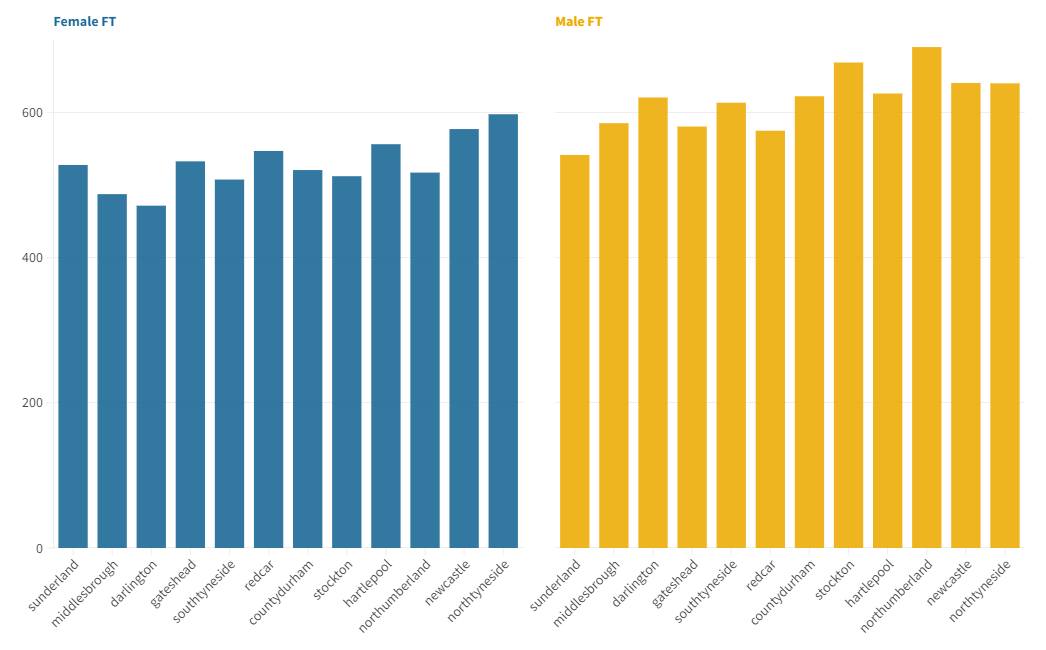 Female FT
Male FT
600
400
200
0
sunderland
middlesbrough
darlington
gateshead
southtyneside
redcar
countydurham
stockton
hartlepool
northumberland
newcastle
northtyneside
sunderland
middlesbrough
darlington
gateshead
southtyneside
redcar
countydurham
stockton
hartlepool
northumberland
newcastle
northtyneside